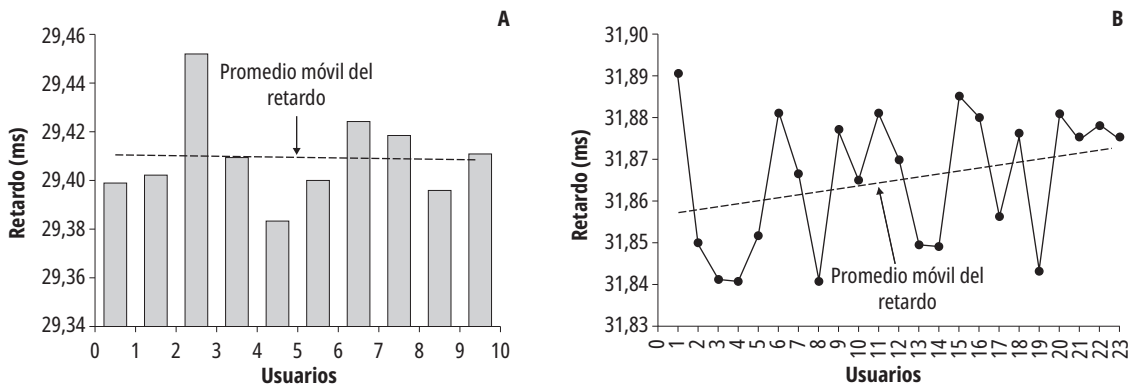 A
29,46
29,44
29,42
29,40
29,38
29,36
29,34
Retardo (ms)
Promedio móvil del
retardo
0 1 2 3 4 5 6 7 8 9 10
Usuarios
B
31,90
31,89
31,88
31,87
31,86
31,85
31,84
31,83
Retardo (ms)
Promedio móvil del
retardo
0 1 2 3 4 5 6 7 8 9 10 11 12 13 14 15 16 17 18 19 20 21 22 23
Usuarios